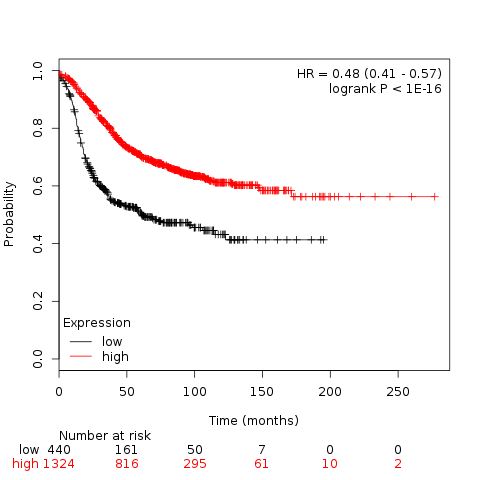 HR = 0.48 (0.41 - 0.57)
logrank P < 1E-16
Probability
1.0
0.8
0.6
0.4
0.2
0.0
Expression
low
high
0 50 100 150 200 250
Time (months)
Number at risk
low 440 161 50 7 0 0
high 1324 816 295 61 10 2